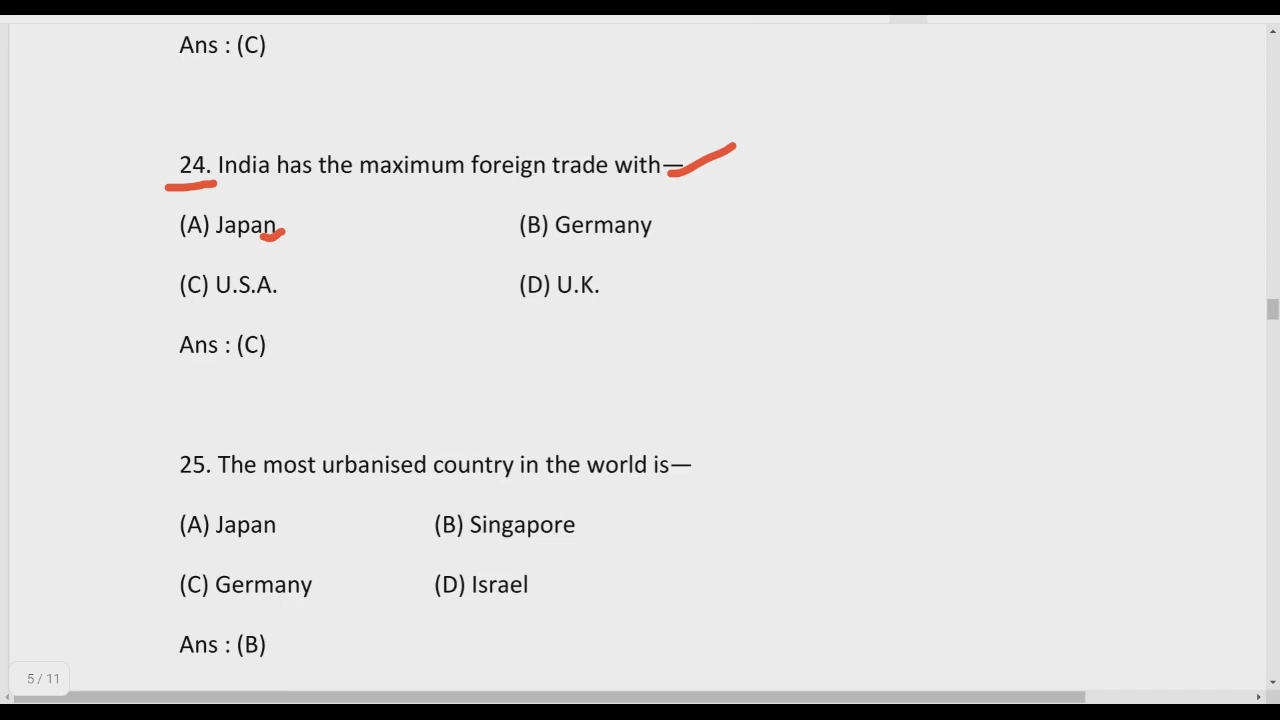 Ans : (C)
24. India has the maximum foreign trade with—
(A) Japan (B) Germany
(C) U.S.A. (D) U.K.
Ans : (C)
25. The most urbanised country in the world is—
(A) Japan (B) Singapore
(C) Germany (D) Israel
Ans : (B)
5 / 11